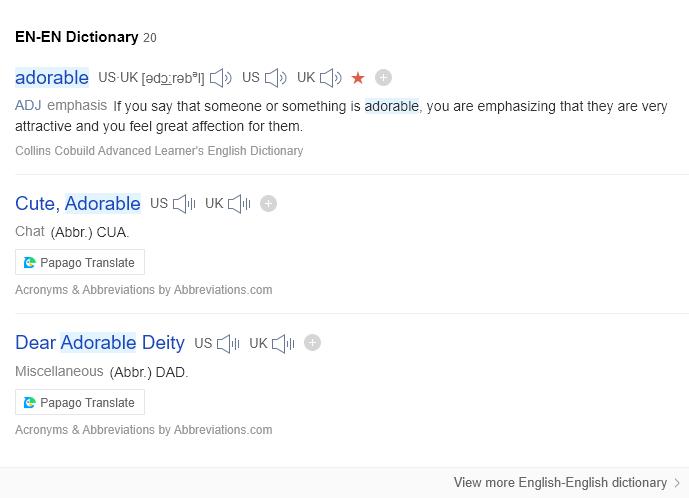 EN-EN Dictionary 20
adorable US·UK [ədɔːrəbᵊl] US UK
ADJ emphasis If you say that someone or something is adorable, you are emphasizing that they are very
attractive and you feel great affection for them.
Collins Cobuild Advanced Learner's English Dictionary
Cute, Adorable US UK
Chat (Abbr.) CUA.
Papago Translate
Acronyms & Abbreviations by Abbreviations.com
Dear Adorable Deity US UK
Miscellaneous (Abbr.) DAD.
Papago Translate
Acronyms & Abbreviations by Abbreviations.com
View more English-English dictionary